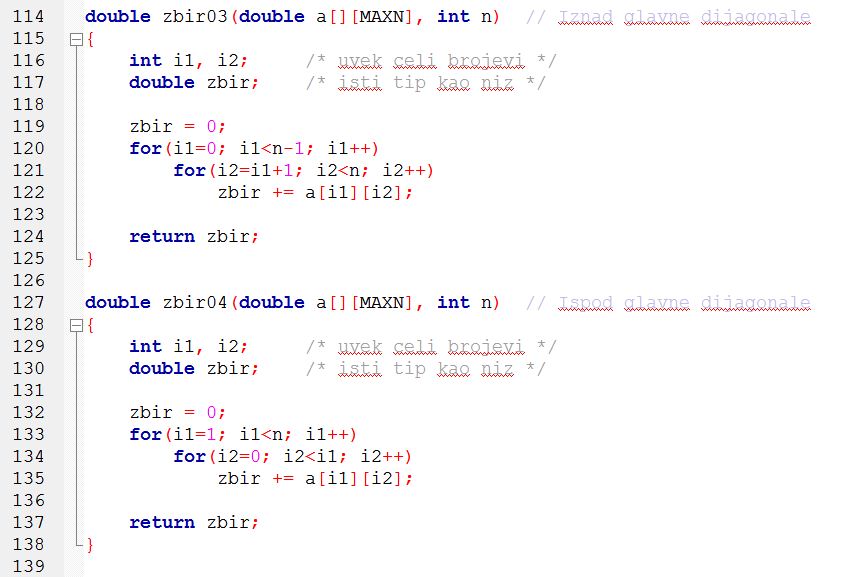 114 double zbir03(double a[][MAXN], int n) // Iznad glavne dijagonale
115 {
116 int i1, i2; /* uvek celi brojevi */
117 double zbir; /* isti tip kao niz */
118
119 zbir = 0;
120 for(i1=0; i1<n-1; i1++)
121 for(i2=i1+1; i2<n; i2++)
122 zbir += a[i1][i2];
123
124 return zbir;
125 }
126
127 double zbir04(double a[][MAXN], int n) // Ispod glavne dijagonale
128 {
129 int i1, i2; /* uvek celi brojevi */
130 double zbir; /* isti tip kao niz */
131
132 zbir = 0;
133 for(i1=1; i1<n; i1++)
134 for(i2=0; i2<i1; i2++)
135 zbir += a[i1][i2];
136
137 return zbir;
138 }
139